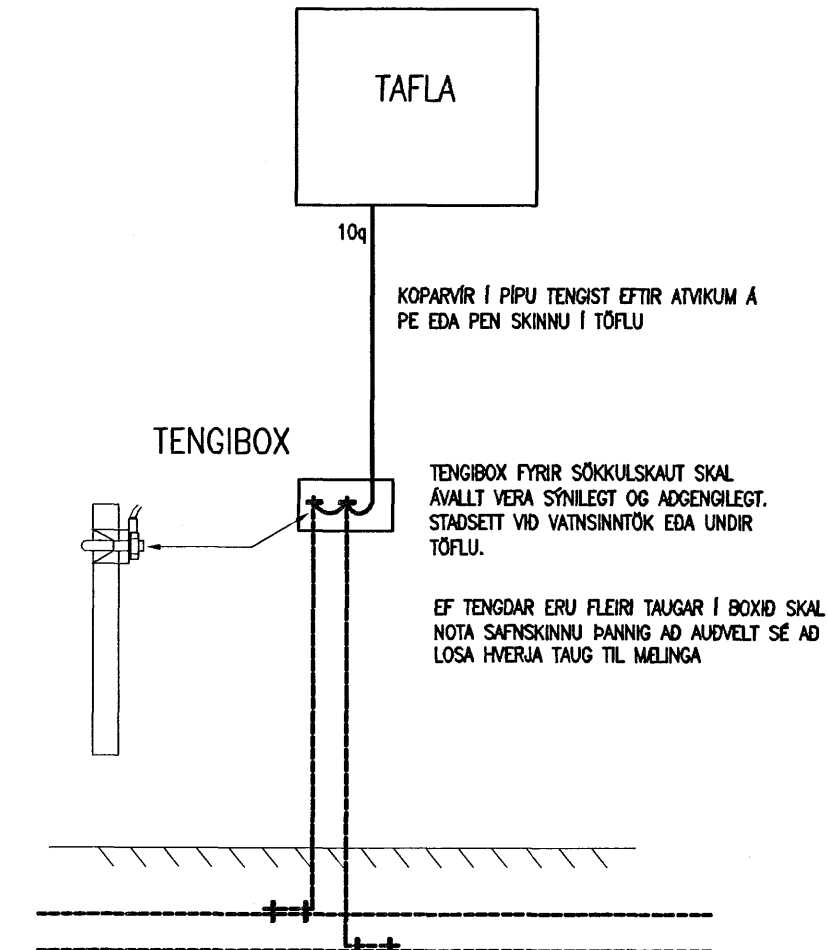 TAFLA
10q
KOPARVÍR Í PÍPU TENGIST EFTIR ATVIKUM Á
PE EÐA PEN SKINNU Í TÖFLU
TENGIBOX
TENGIBOX FYRIR SÖKKULSKAUT SKAL
ÁVALLT VERA SÝNILEGT OG AÐGENGILEGT.
STAÐSETT VIÐ VATNSINNTÖK EÐA UNDIR
TÖFLU.
EF TENGDAR ERU FLEIRI TAUGAR Í BOXIÐ SKAL
NOTA SAFNSKINNU ÞANNIG AÐ AUÐVELT SÉ AÐ
LOSA HVERJA TAUG TIL MÆLINGA